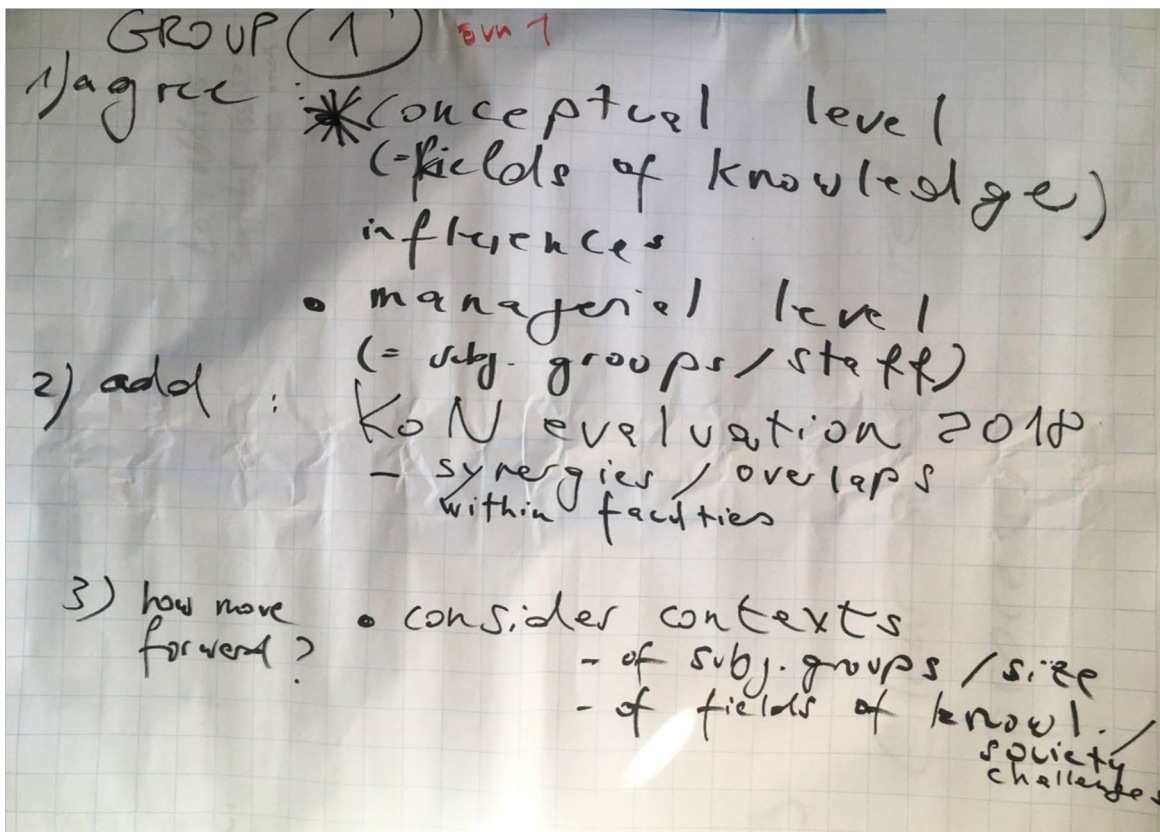 GROUP 1 övn 1
1) agree : * conceptual level
(= fields of knowledge)
influences
• managerial level
(= subj. groups / staff)
2) add : KoN evaluation 2018
- synergies / overlaps
within faculties
3) how move • consider contexts
forward ?
- of subj. groups / size
- of fields of knowl. /
society
challenges